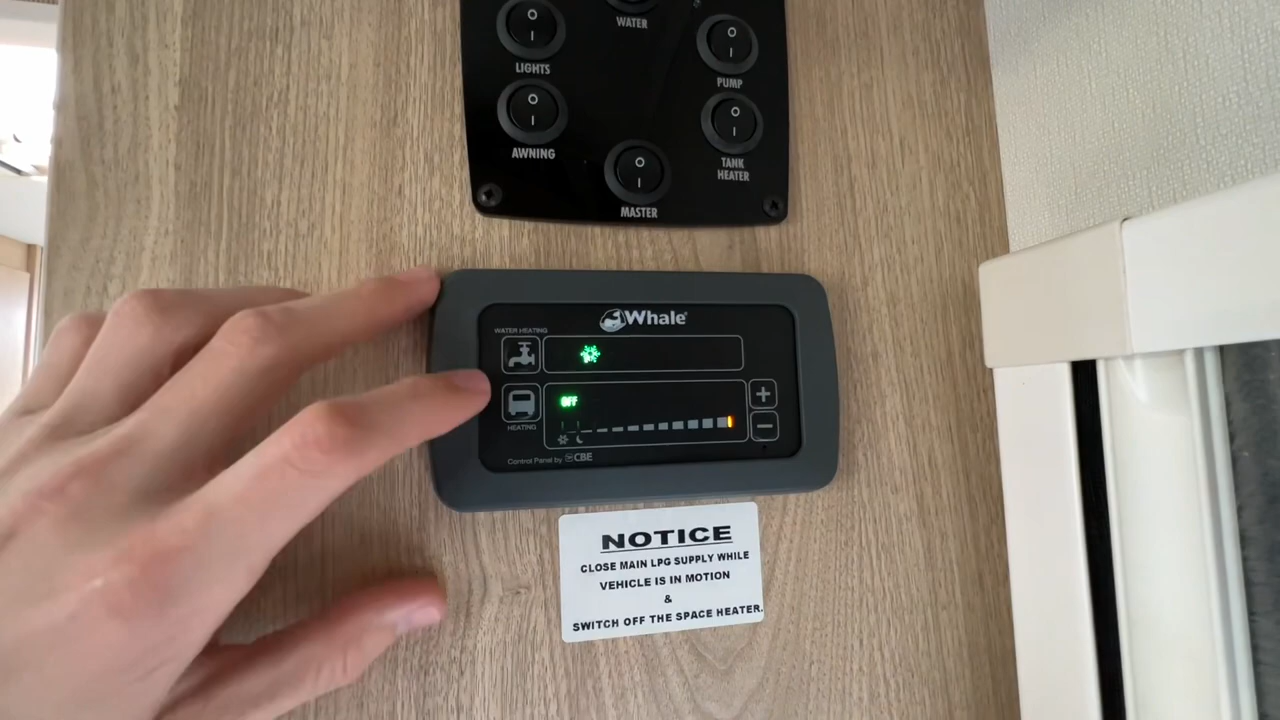 WATER
LIGHTS
PUMP
AWNING
TANK
HEATER
MASTER
Whale
WATER HEATING
OFF
HEATING
Control Panel by CBE
NOTICE
CLOSE MAIN LPG SUPPLY WHILE
VEHICLE IS IN MOTION
&
SWITCH OFF THE SPACE HEATER.